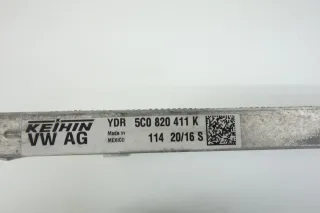 KEIHIN YDR 5C0 820 411 K
Made in
MEXICO
VW AG 114 20/16 S